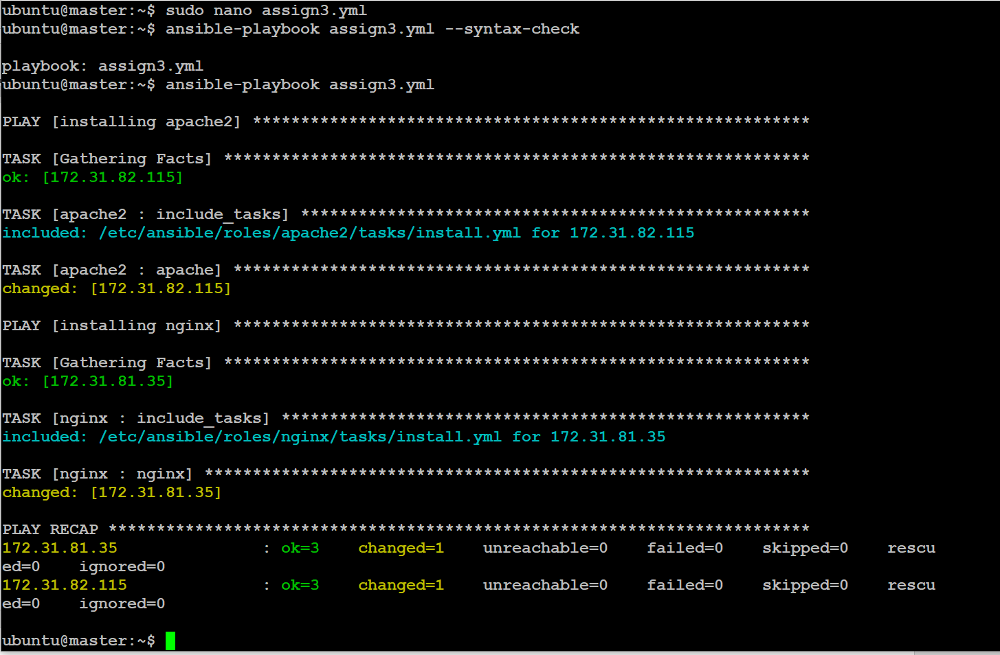 ubuntu@master:~$ sudo nano assign3.yml
ubuntu@master:~$ ansible-playbook assign3.yml --syntax-check
playbook: assign3.yml
ubuntu@master:~$ ansible-playbook assign3.yml
PLAY [installing apache2] **********************************************************
TASK [Gathering Facts] *************************************************************
ok: [172.31.82.115]
TASK [apache2 : include_tasks] *****************************************************
included: /etc/ansible/roles/apache2/tasks/install.yml for 172.31.82.115
TASK [apache2 : apache] ************************************************************
changed: [172.31.82.115]
PLAY [installing nginx] ************************************************************
TASK [Gathering Facts] *************************************************************
ok: [172.31.81.35]
TASK [nginx : include_tasks] *******************************************************
included: /etc/ansible/roles/nginx/tasks/install.yml for 172.31.81.35
TASK [nginx : nginx] ***************************************************************
changed: [172.31.81.35]
PLAY RECAP *************************************************************************
172.31.81.35               : ok=3    changed=1    unreachable=0    failed=0    skipped=0    rescu
ed=0    ignored=0
172.31.82.115              : ok=3    changed=1    unreachable=0    failed=0    skipped=0    rescu
ed=0    ignored=0
ubuntu@master:~$